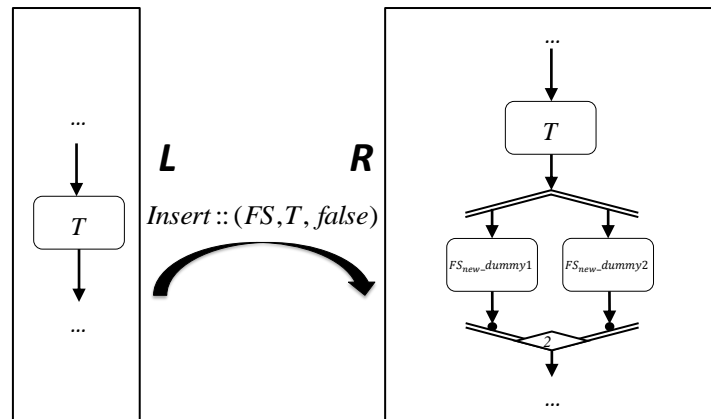 ...
T
...
L
R
Insert :: (FS,T, false)
...
T
FSnew_dummy1
FSnew_dummy2
2
...